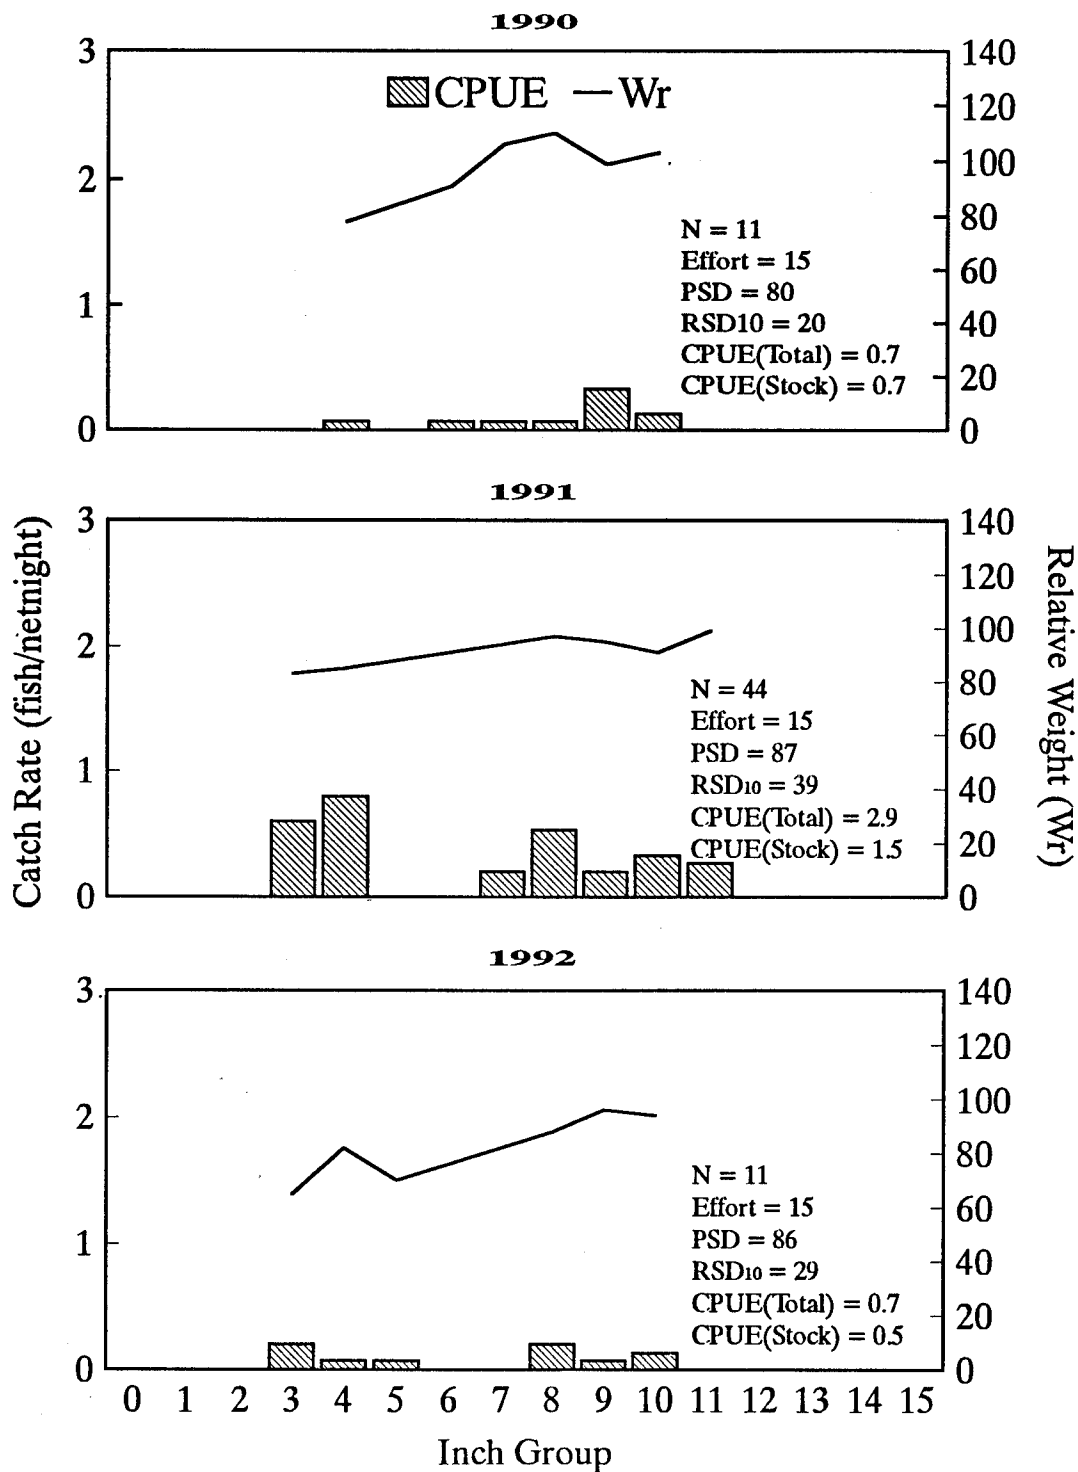 1990
3
140
CPUE
Wr
120
2
100
80
N = 11
Effort = 15
60
PSD = 80
1
RSD10 = 20
40
CPUE(Total) = 0.7
20
CPUE(Stock) = 0.7
0
0
1991
3
140
120
2
100
N = 44
80
Effort = 15
60
PSD = 87
1
RSD10 = 39
40
CPUE(Total) = 2.9
20
CPUE(Stock) = 1.5
0
0
Catch Rate (fish/netnight)
Relative Weight (Wr)
1992
3
140
120
2
100
80
N = 11
Effort = 15
60
PSD = 86
1
RSD10 = 29
40
CPUE(Total) = 0.7
20
CPUE(Stock) = 0.5
0
0
0 1 2 3 4 5 6 7 8 9 10 11 12 13 14 15
Inch Group